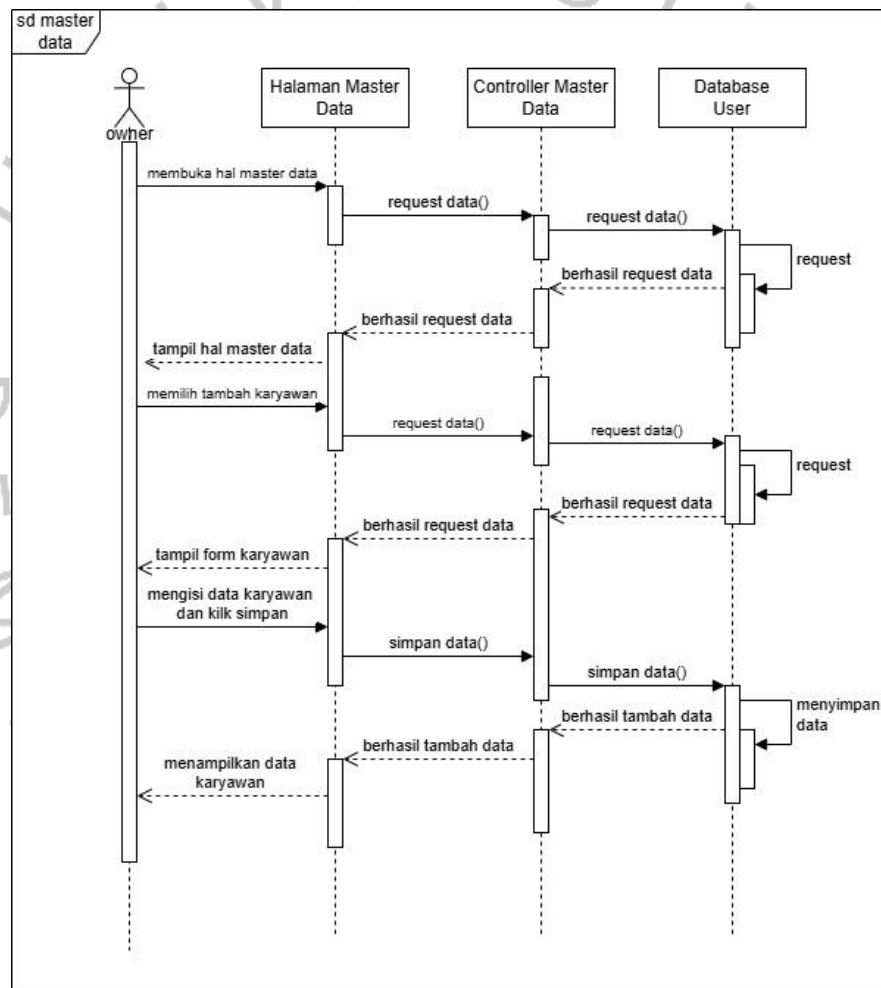 sd master
data
owner
Halaman Master
Data
Controller Master
Data
Database
User
membuka hal master data
request data()
request data()
request
berhasil request data
berhasil request data
tampil hal master data
memilih tambah karyawan
request data()
request data()
request
berhasil request data
berhasil request data
tampil form karyawan
mengisi data karyawan
dan kilk simpan
simpan data()
simpan data()
menyimpan
data
berhasil tambah data
berhasil tambah data
menampilkan data
karyawan